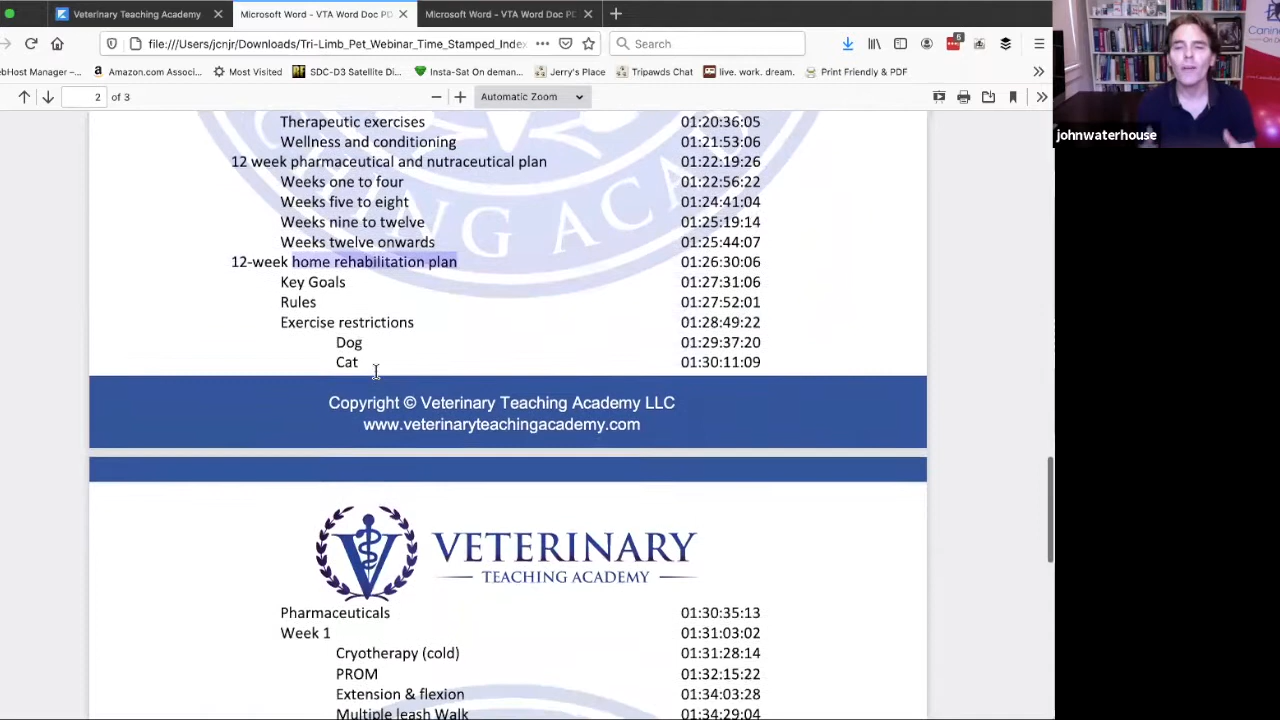 Veterinary Teaching Academy
Microsoft Word - VTA Word Doc PD
Microsoft Word - VTA Word Doc PD
file:///Users/jcnjr/Downloads/Tri-Limb_Pet_Webinar_Time_Stamped_Index
Search
5
ebHost Manager –...
Amazon.com Associ...
Most Visited
SDC-D3 Satellite Di...
Insta-Sat On deman...
Jerry's Place
Tripawds Chat
live. work. dream.
Print Friendly & PDF
2
of 3
Automatic Zoom
Therapeutic exercises 01:20:36:05
Wellness and conditioning 01:21:53:06
12 week pharmaceutical and nutraceutical plan 01:22:19:26
Weeks one to four 01:22:56:22
Weeks five to eight 01:24:41:04
Weeks nine to twelve 01:25:19:14
Weeks twelve onwards 01:25:44:07
12-week home rehabilitation plan 01:26:30:06
Key Goals 01:27:31:06
Rules 01:27:52:01
Exercise restrictions 01:28:49:22
Dog 01:29:37:20
Cat 01:30:11:09
Copyright © Veterinary Teaching Academy LLC
www.veterinaryteachingacademy.com
VETERINARY
TEACHING ACADEMY
Pharmaceuticals 01:30:35:13
Week 1 01:31:03:02
Cryotherapy (cold) 01:31:28:14
PROM 01:32:15:22
Extension & flexion 01:34:03:28
Multiple leash Walk 01:34:29:04
johnwaterhouse